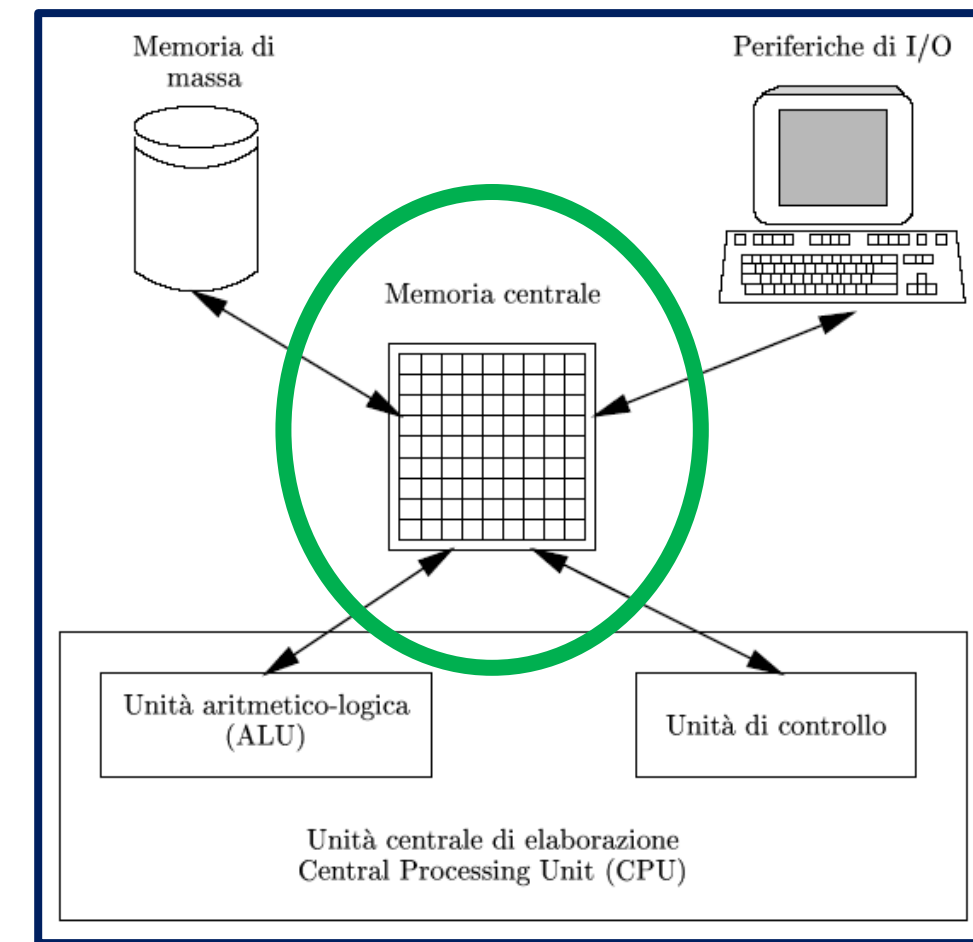 Memoria di
massa
Periferiche di I/O
Memoria centrale
Unità aritmetico-logica
(ALU)
Unità di controllo
Unità centrale di elaborazione
Central Processing Unit (CPU)